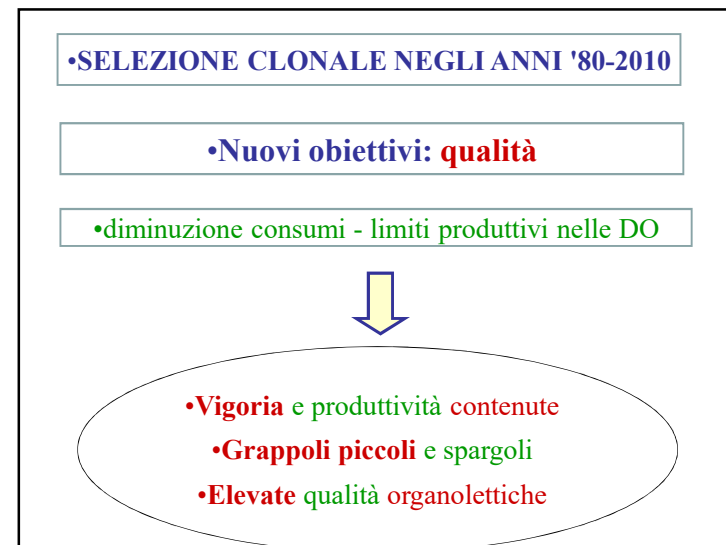 •SELEZIONE CLONALE NEGLI ANNI '80-2010
•Nuovi obiettivi: qualità
•diminuzione consumi - limiti produttivi nelle DO
•Vigoria e produttività contenute
•Grappoli piccoli e spargoli
•Elevate qualità organolettiche